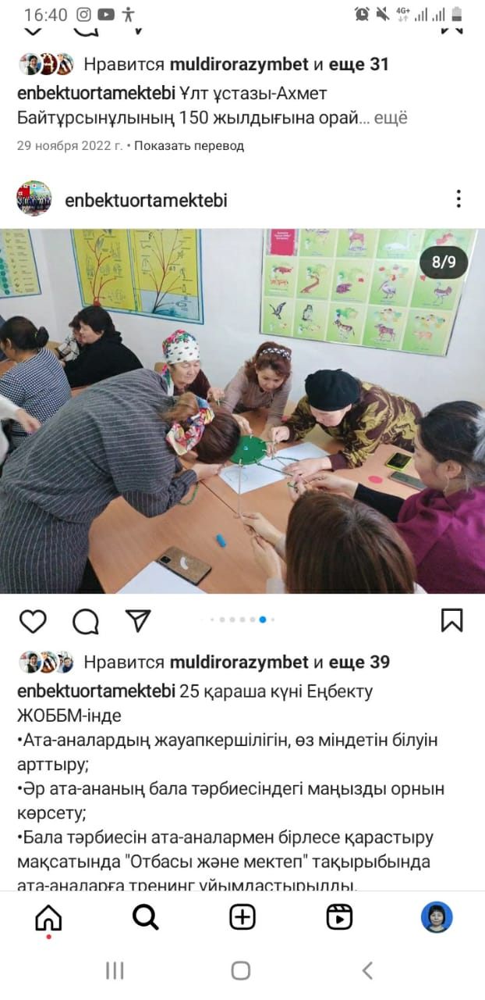 16:40
4G+
Нравится muldirorazymbet и еще 31
enbektuortamektebi Ұлт ұстазы-Ахмет
Байтұрсынұлының 150 жылдығына орай... ещё
29 ноября 2022 г. • Показать перевод
enbektuortamektebi
8/9
Нравится muldirorazymbet и еще 39
enbektuortamektebi 25 қараша күні Еңбекту
ЖОББМ-інде
•Ата-аналардың жауапкершілігін, өз міндетін білуін
арттыру;
•Әр ата-ананың бала тәрбиесіндегі маңызды орнын
көрсету;
•Бала тәрбиесін ата-аналармен бірлесе қарастыру
мақсатында "Отбасы және мектеп" тақырыбында
ата-аналарға тренинг ұйымдастырылды.